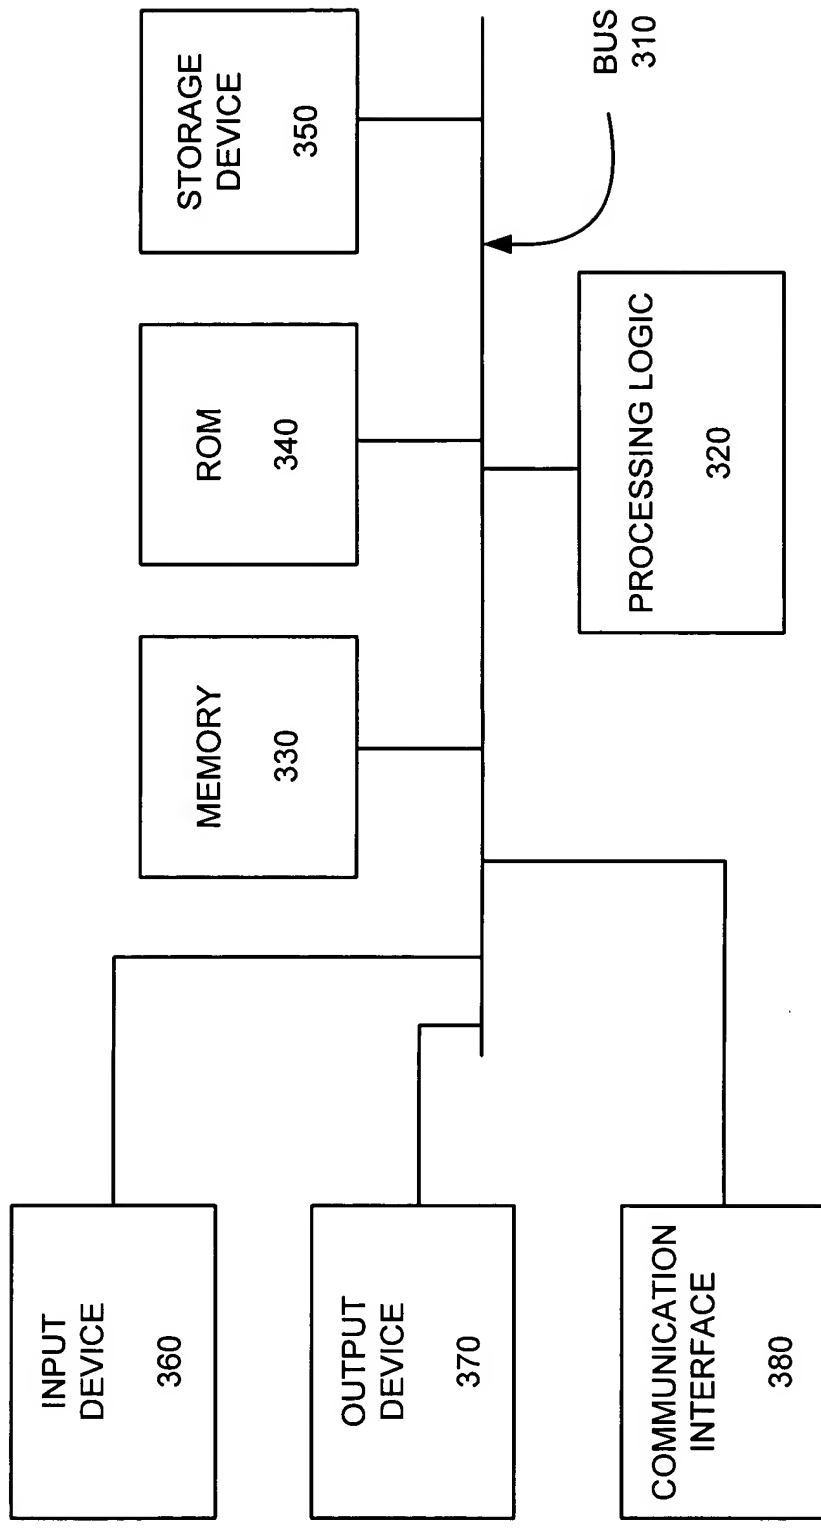 INPUT
DEVICE
360
MEMORY
330
ROM
340
STORAGE
DEVICE
350
OUTPUT
DEVICE
370
BUS
310
COMMUNICATION
INTERFACE
380
PROCESSING LOGIC
320